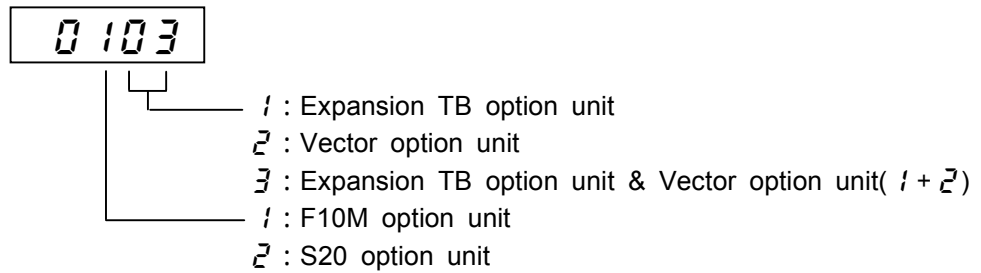 0103
1 : Expansion TB option unit
2 : Vector option unit
3 : Expansion TB option unit & Vector option unit( 1 + 2 )
1 : F10M option unit
2 : S20 option unit